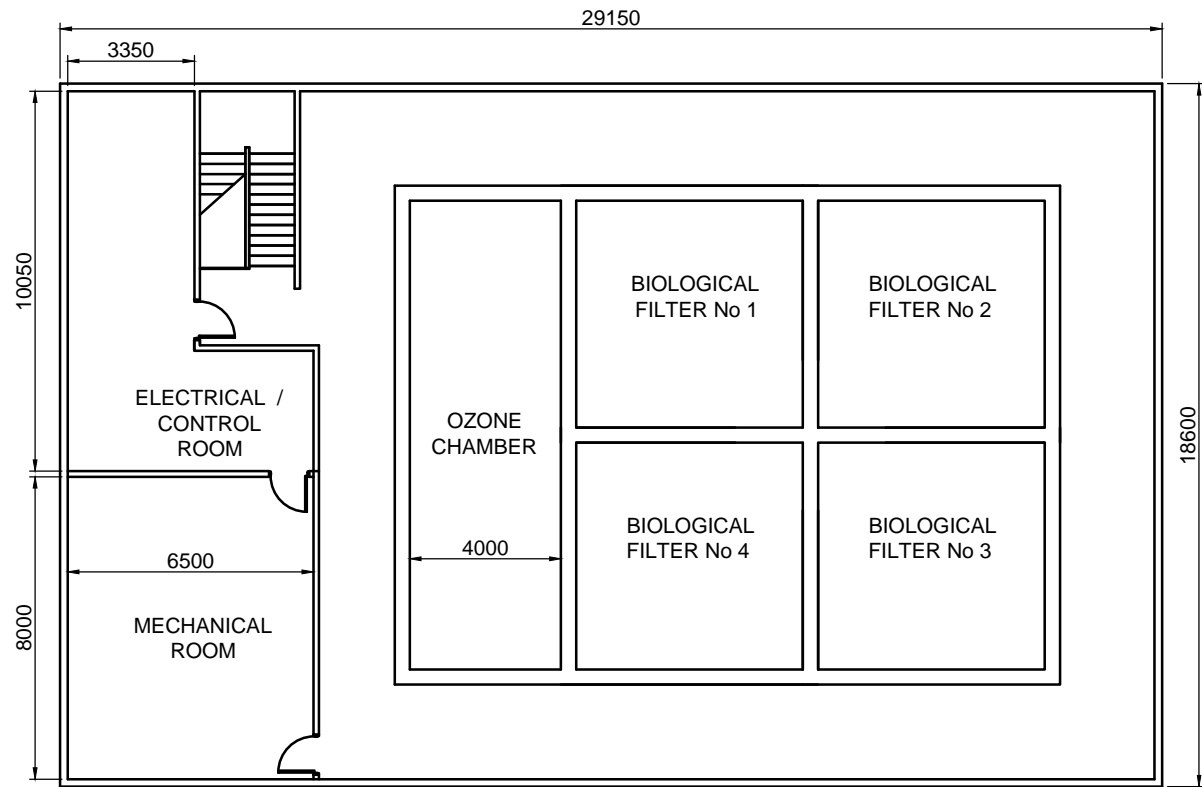 29150
3350
10050
BIOLOGICAL
FILTER No 1
BIOLOGICAL
FILTER No 2
ELECTRICAL /
CONTROL
ROOM
OZONE
CHAMBER
18600
BIOLOGICAL
FILTER No 4
BIOLOGICAL
FILTER No 3
4000
6500
8000
MECHANICAL
ROOM